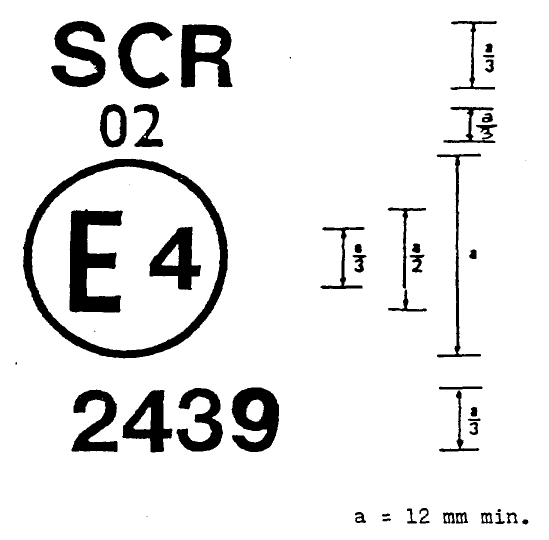 SCR
a/3
02
a/3
E 4
a/3
a/2
a
2439
a/3
a = 12 mm min.